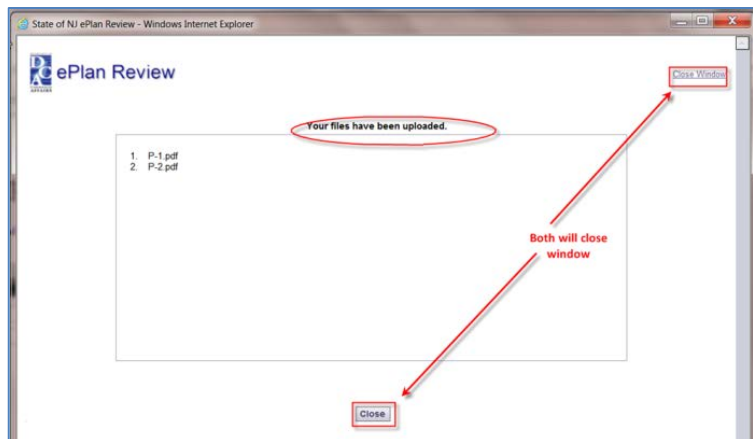 State of NJ ePlan Review - Windows Internet Explorer
ePlan Review
Close Window
Your files have been uploaded.
1. P-1.pdf
2. P-2.pdf
Both will close
window
Close